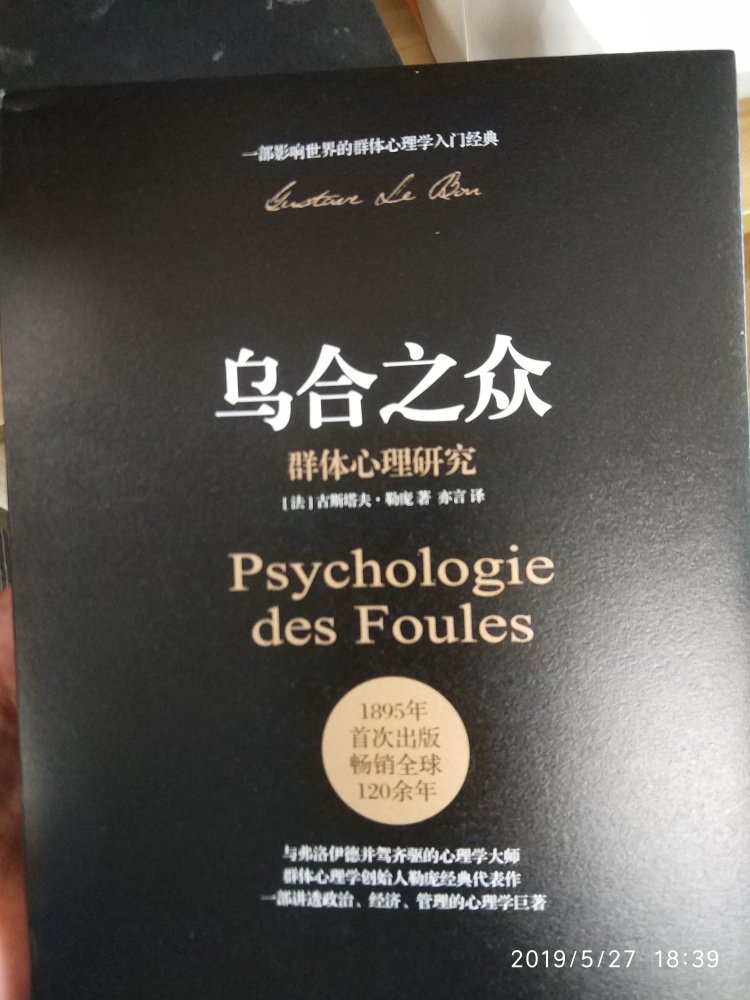 一部影响世界的群体心理学入门经典
Gustave Le Bon
乌合之众
群体心理研究
[法]古斯塔夫·勒庞 著 亦言 译
Psychologie
des Foules
1895年
首次出版
畅销全球
120余年
与弗洛伊德并驾齐驱的心理学大师
群体心理学创始人勒庞经典代表作
一部讲透政治、经济、管理的心理学巨著
2019/5/27 18:39